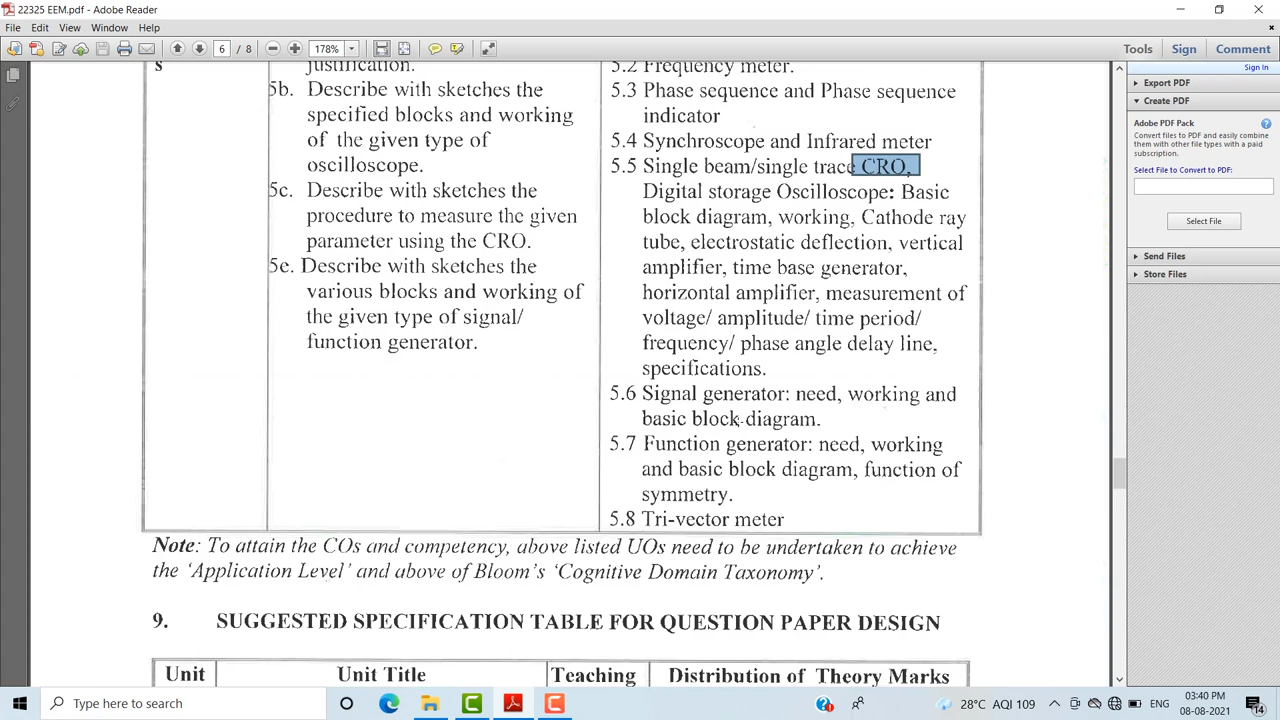 22325 EEM.pdf - Adobe Reader
File Edit View Window Help
6 / 8 178% Tools Sign Comment
Sign In
s
justification.
5b. Describe with sketches the
specified blocks and working
of the given type of
oscilloscope.
5c. Describe with sketches the
procedure to measure the given
parameter using the CRO.
5e. Describe with sketches the
various blocks and working of
the given type of signal/
function generator.
5.2 Frequency meter.
5.3 Phase sequence and Phase sequence
indicator
5.4 Synchroscope and Infrared meter
5.5 Single beam/single trace CRO,
Digital storage Oscilloscope: Basic
block diagram, working, Cathode ray
tube, electrostatic deflection, vertical
amplifier, time base generator,
horizontal amplifier, measurement of
voltage/ amplitude/ time period/
frequency/ phase angle delay line,
specifications.
5.6 Signal generator: need, working and
basic block diagram.
5.7 Function generator: need, working
and basic block diagram, function of
symmetry.
5.8 Tri-vector meter
Note: To attain the COs and competency, above listed UOs need to be undertaken to achieve
the ‘Application Level’ and above of Bloom’s ‘Cognitive Domain Taxonomy’.
9. SUGGESTED SPECIFICATION TABLE FOR QUESTION PAPER DESIGN
Unit Unit Title Teaching Distribution of Theory Marks
Export PDF
Create PDF
Adobe PDF Pack
Convert files to PDF and easily combine
them with other file types with a paid
subscription.
Select File to Convert to PDF:
Select File
Send Files
Store Files
Type here to search
28°C AQI 109 ENG 03:40 PM
08-08-2021
14